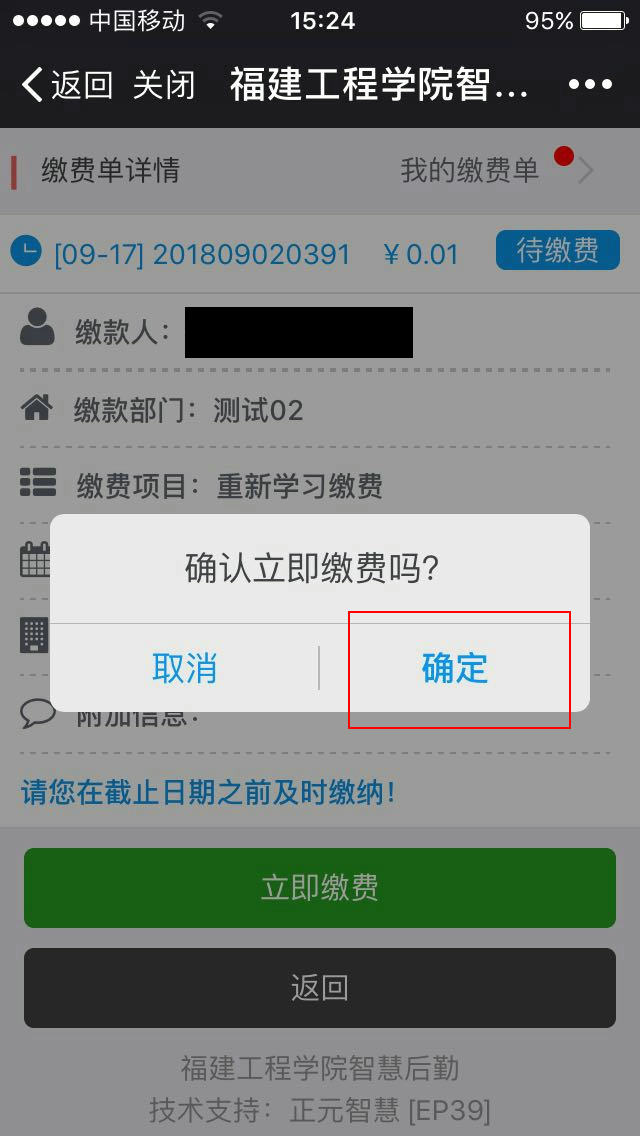 中国移动 15:24 95%
返回 关闭 福建工程学院智...
缴费单详情 我的缴费单
[09-17] 201809020391 ￥0.01 待缴费
缴款人：
缴款部门：测试02
缴费项目：重新学习缴费
确认立即缴费吗?
取消 确定
附加信息：
请您在截止日期之前及时缴纳！
立即缴费
返回
福建工程学院智慧后勤
技术支持：正元智慧 [EP39]